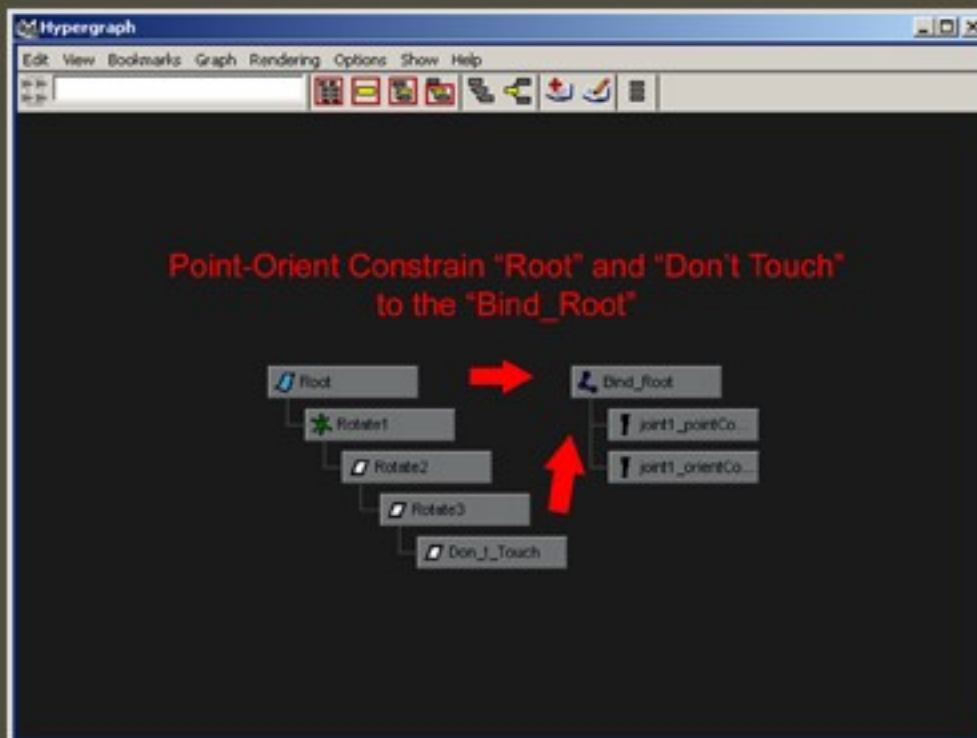 Hypergraph
Edit View Bookmarks Graph Rendering Options Show Help
Point-Orient Constrain “Root” and “Don’t Touch”
to the “Bind_Root”
Root
Bind_Root
Rotate1
joint1_pointCo...
Rotate2
joint1_orientCo...
Rotate3
Don_t_Touch